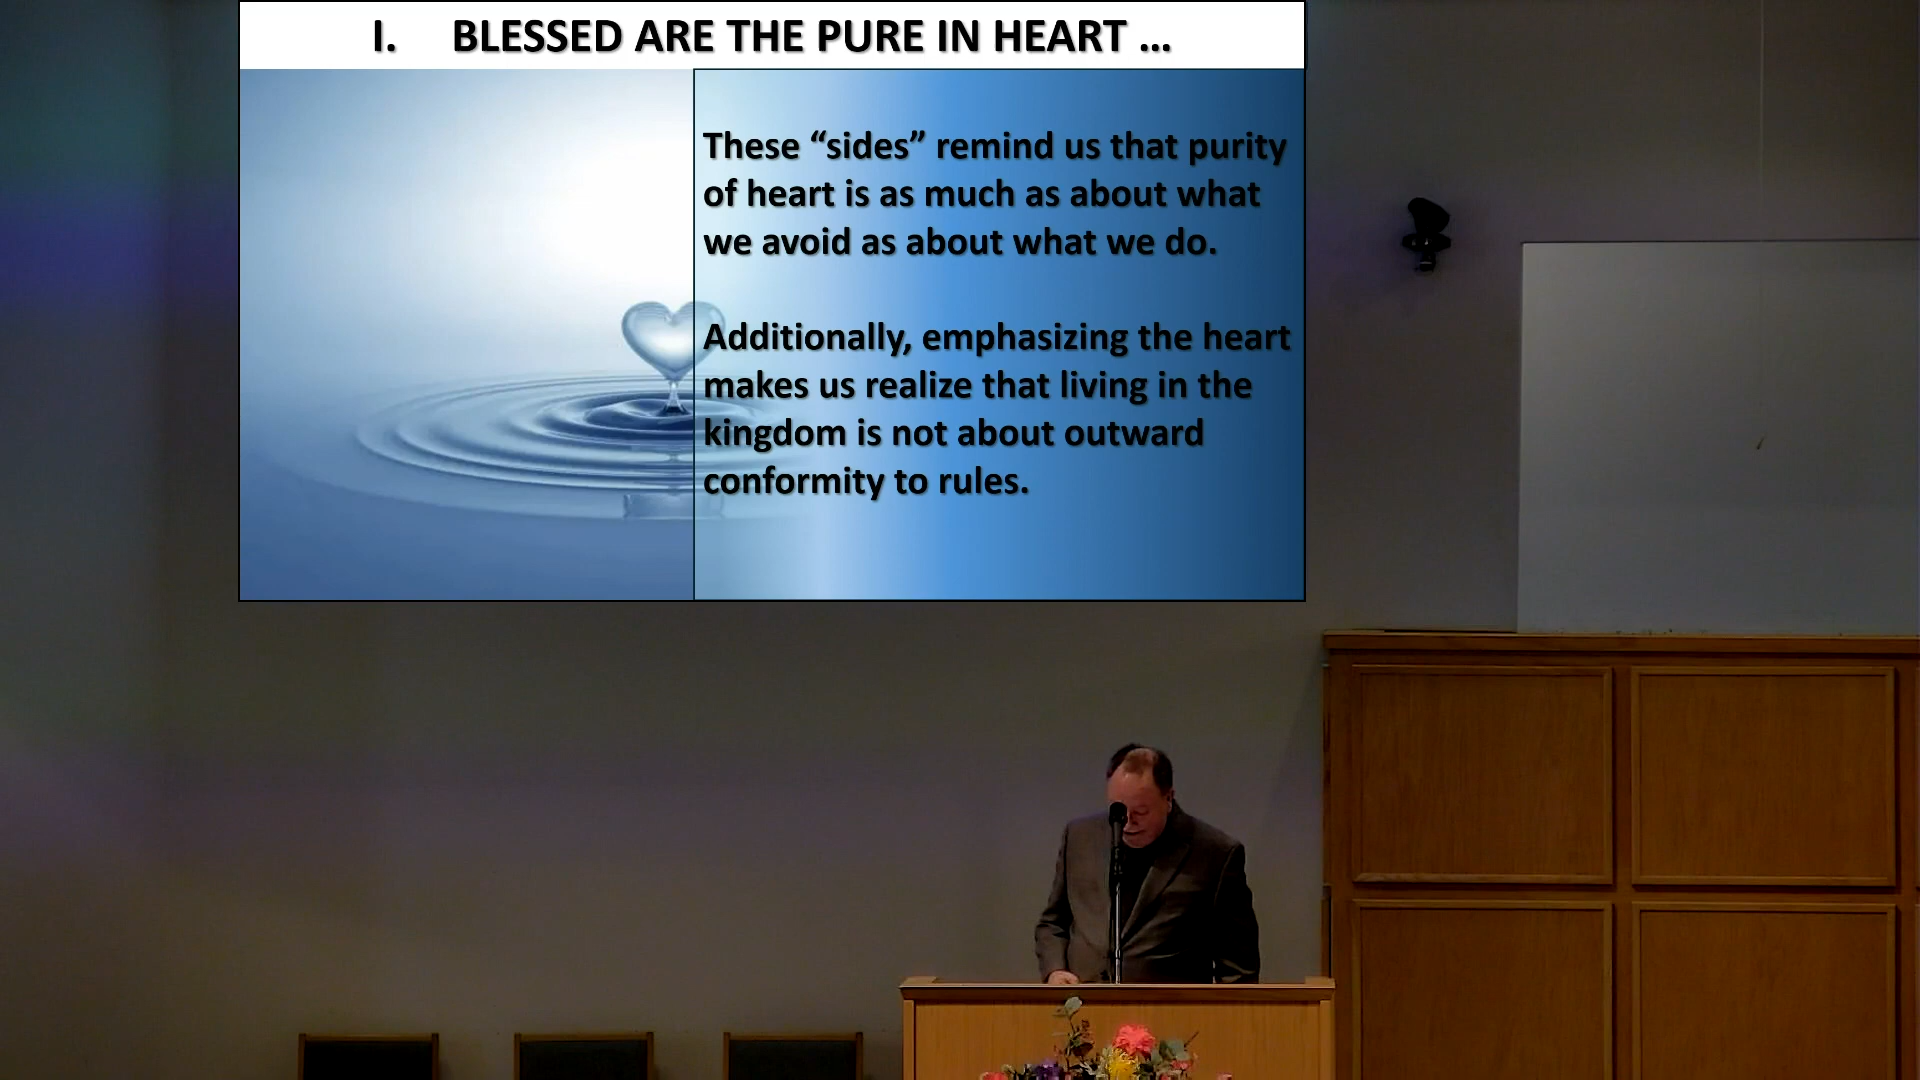 I. BLESSED ARE THE PURE IN HEART ...
These “sides” remind us that purity
of heart is as much as about what
we avoid as about what we do.
Additionally, emphasizing the heart
makes us realize that living in the
kingdom is not about outward
conformity to rules.